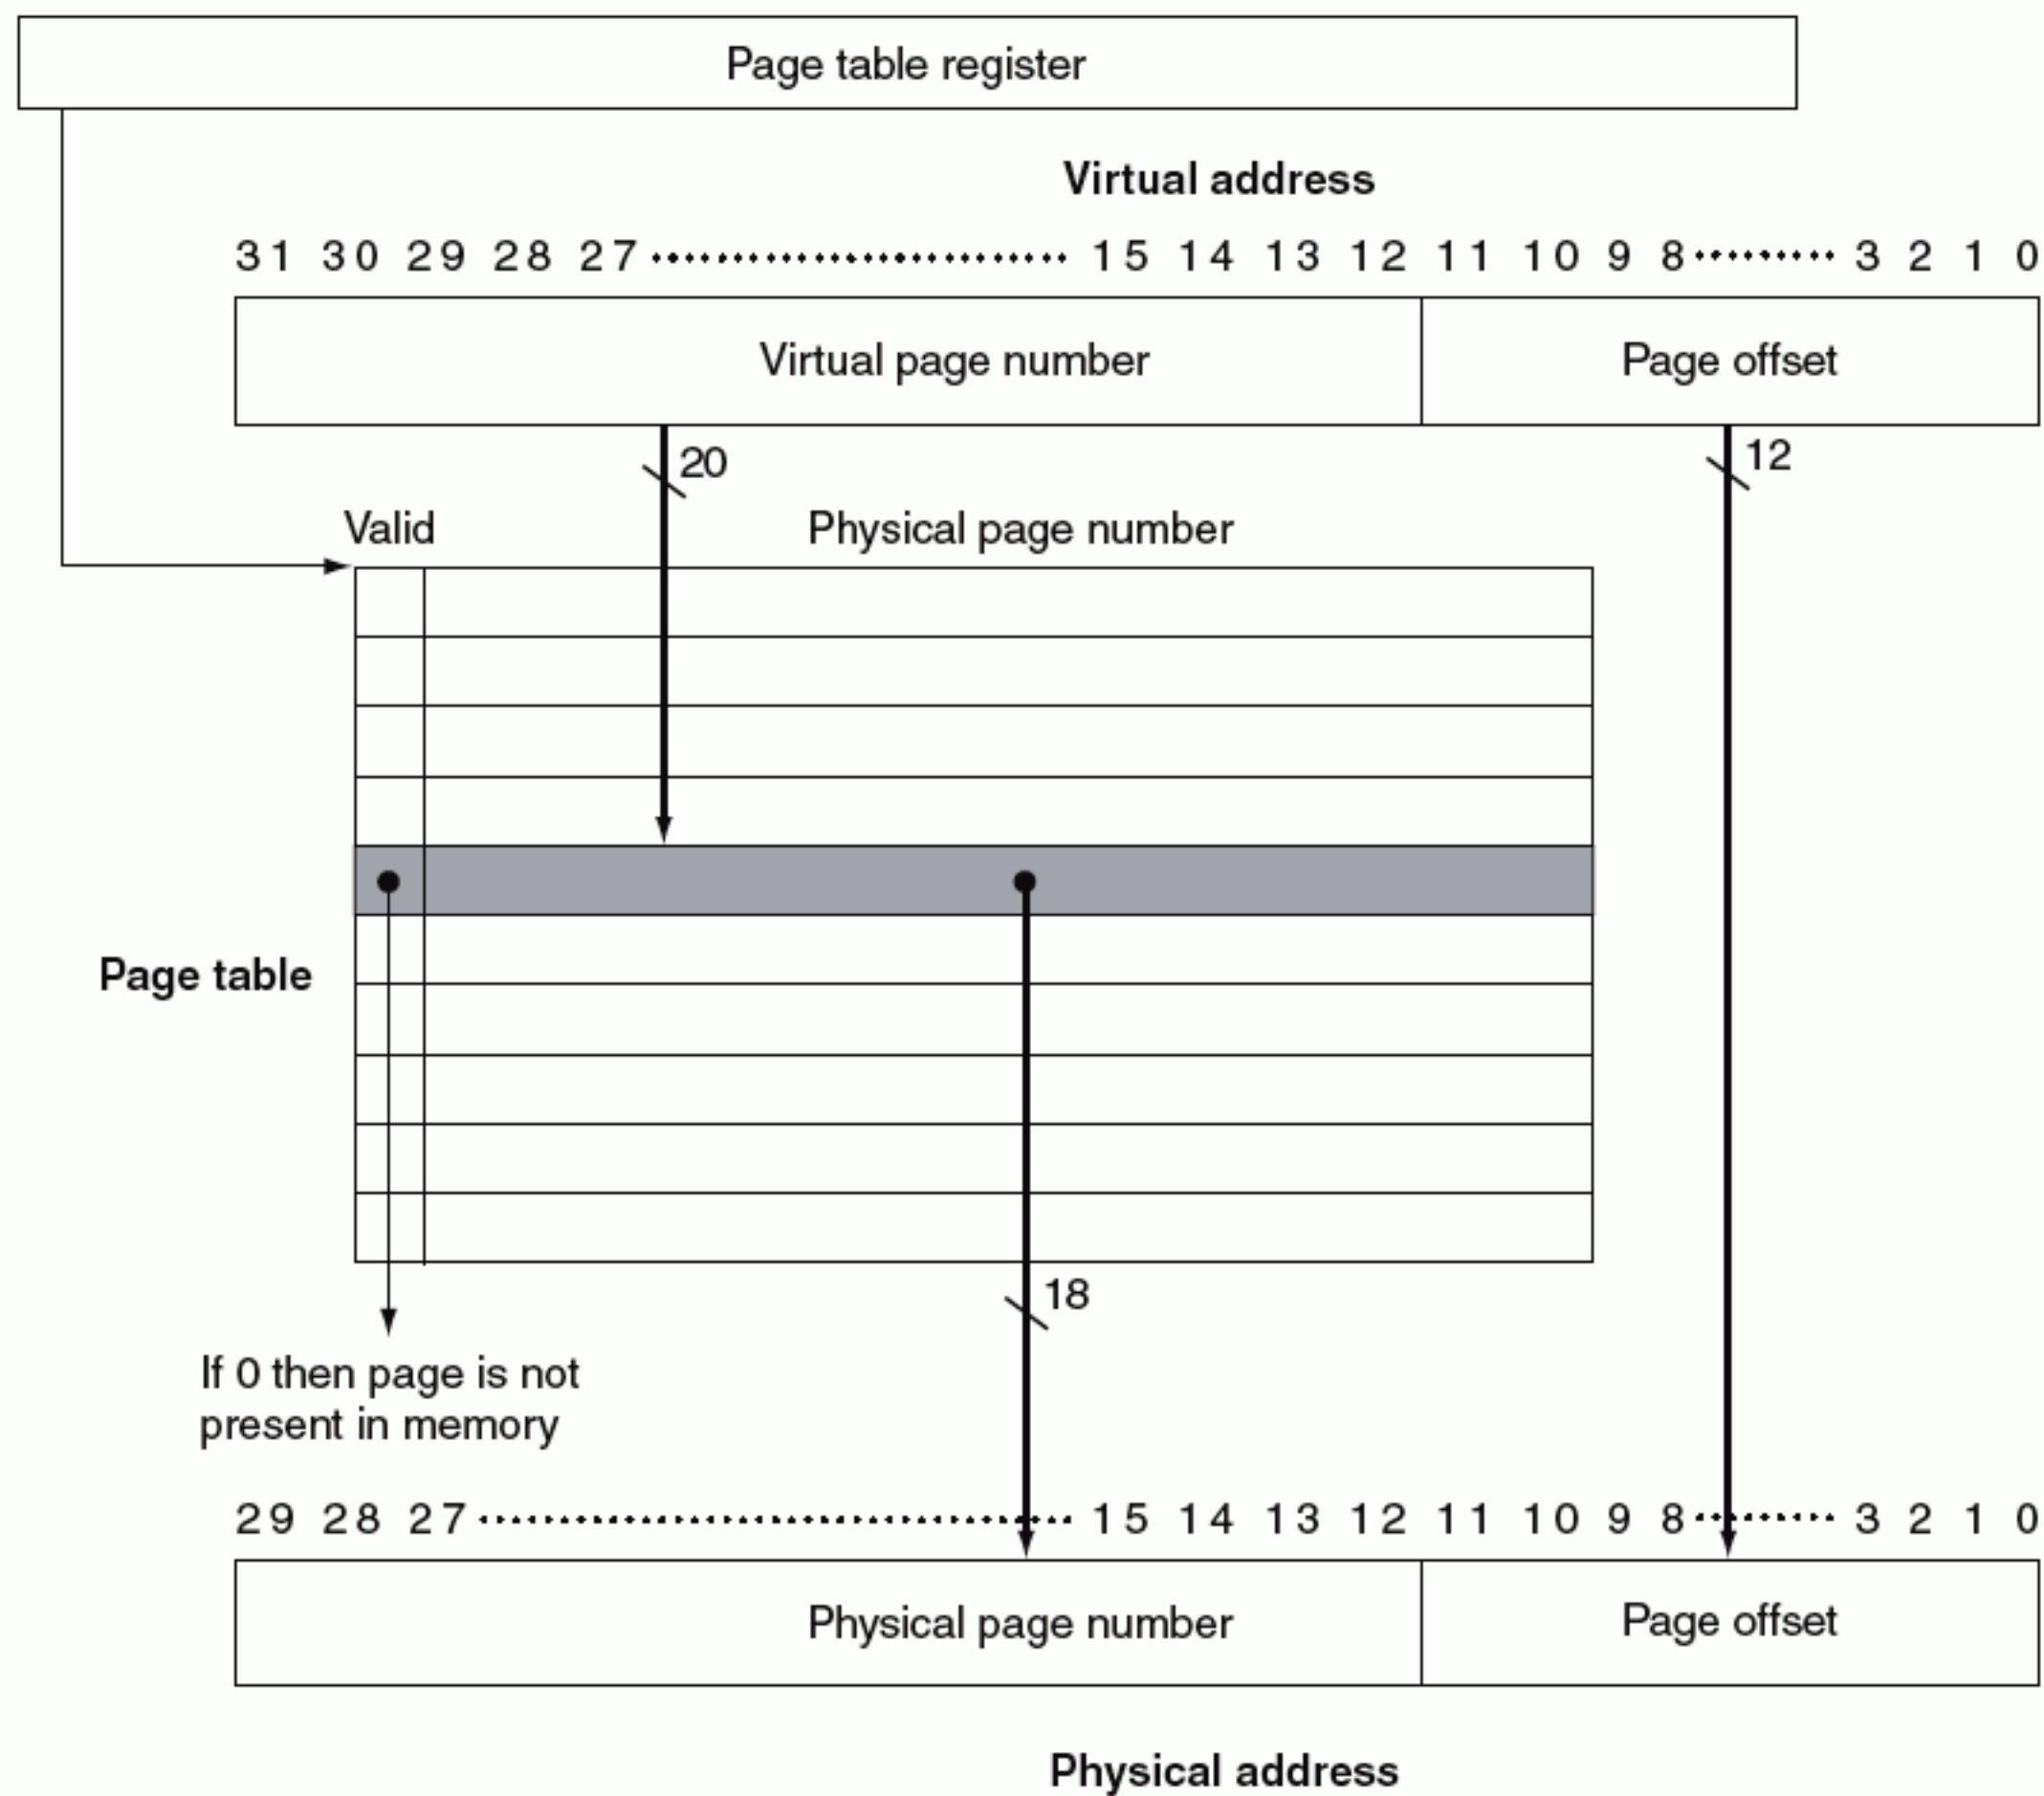 Page table register
Virtual address
31 30 29 28 27 ........................ 15 14 13 12 11 10 9 8 ........ 3 2 1 0
Virtual page number Page offset
20 12
Valid Physical page number
Page table
18
If 0 then page is not
present in memory
29 28 27 .................................. 15 14 13 12 11 10 9 8 ........ 3 2 1 0
Physical page number Page offset
Physical address